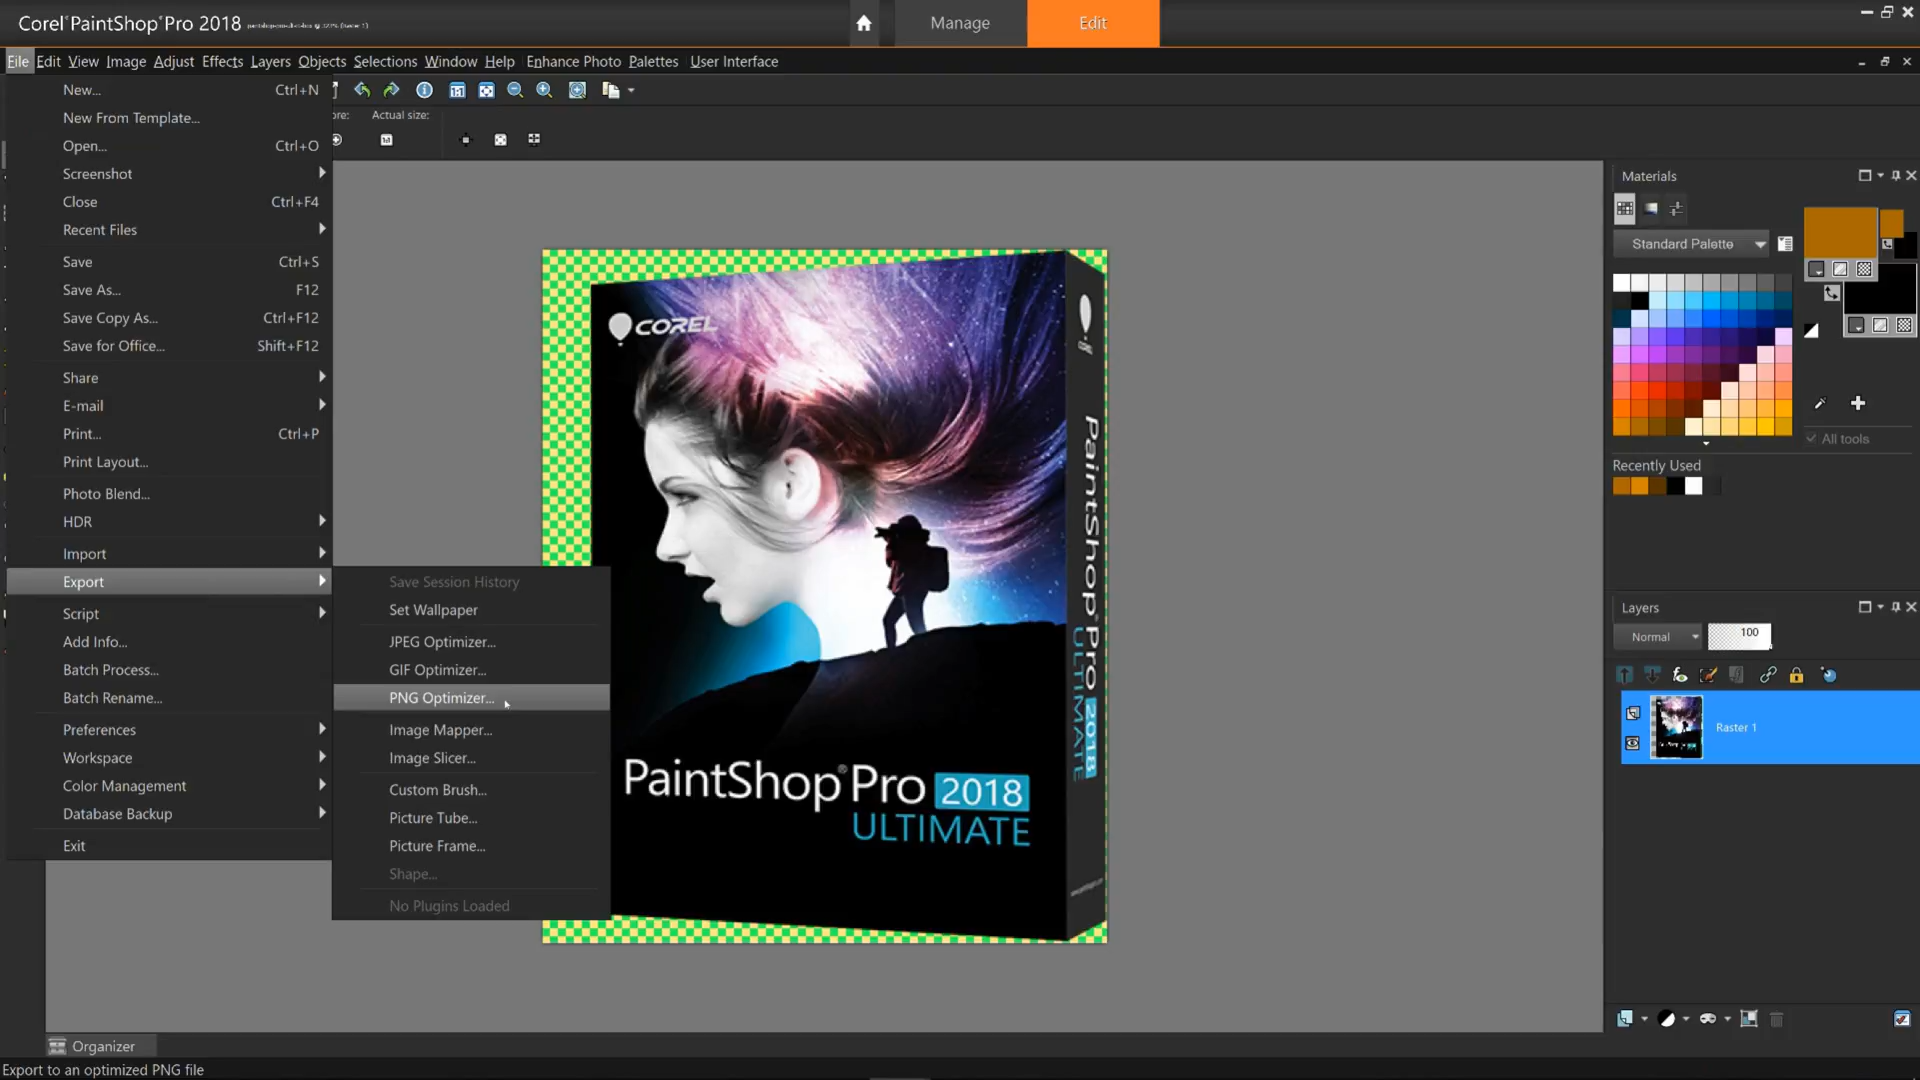 Corel®PaintShop®Pro 2018
Manage
Edit
File Edit View Image Adjust Effects Layers Objects Selections Window Help Enhance Photo Palettes User Interface
New... Ctrl+N
New From Template...
Open... Ctrl+O
Screenshot
Close Ctrl+F4
Recent Files
Save Ctrl+S
Save As... F12
Save Copy As... Ctrl+F12
Save for Office... Shift+F12
Share
E-mail
Print... Ctrl+P
Print Layout...
Photo Blend...
HDR
Import
Export
Script
Add Info...
Batch Process...
Batch Rename...
Preferences
Workspace
Color Management
Database Backup
Exit
Save Session History
Set Wallpaper
JPEG Optimizer...
GIF Optimizer...
PNG Optimizer...
Image Mapper...
Image Slicer...
Custom Brush...
Picture Tube...
Picture Frame...
Shape...
No Plugins Loaded
ore:
Actual size:
COREL
PaintShop®Pro 2018
ULTIMATE
COREL
PaintShop®Pro 2018
ULTIMATE
Materials
Standard Palette
All tools
Recently Used
Layers
Normal
100
Raster 1
Organizer
Export to an optimized PNG file